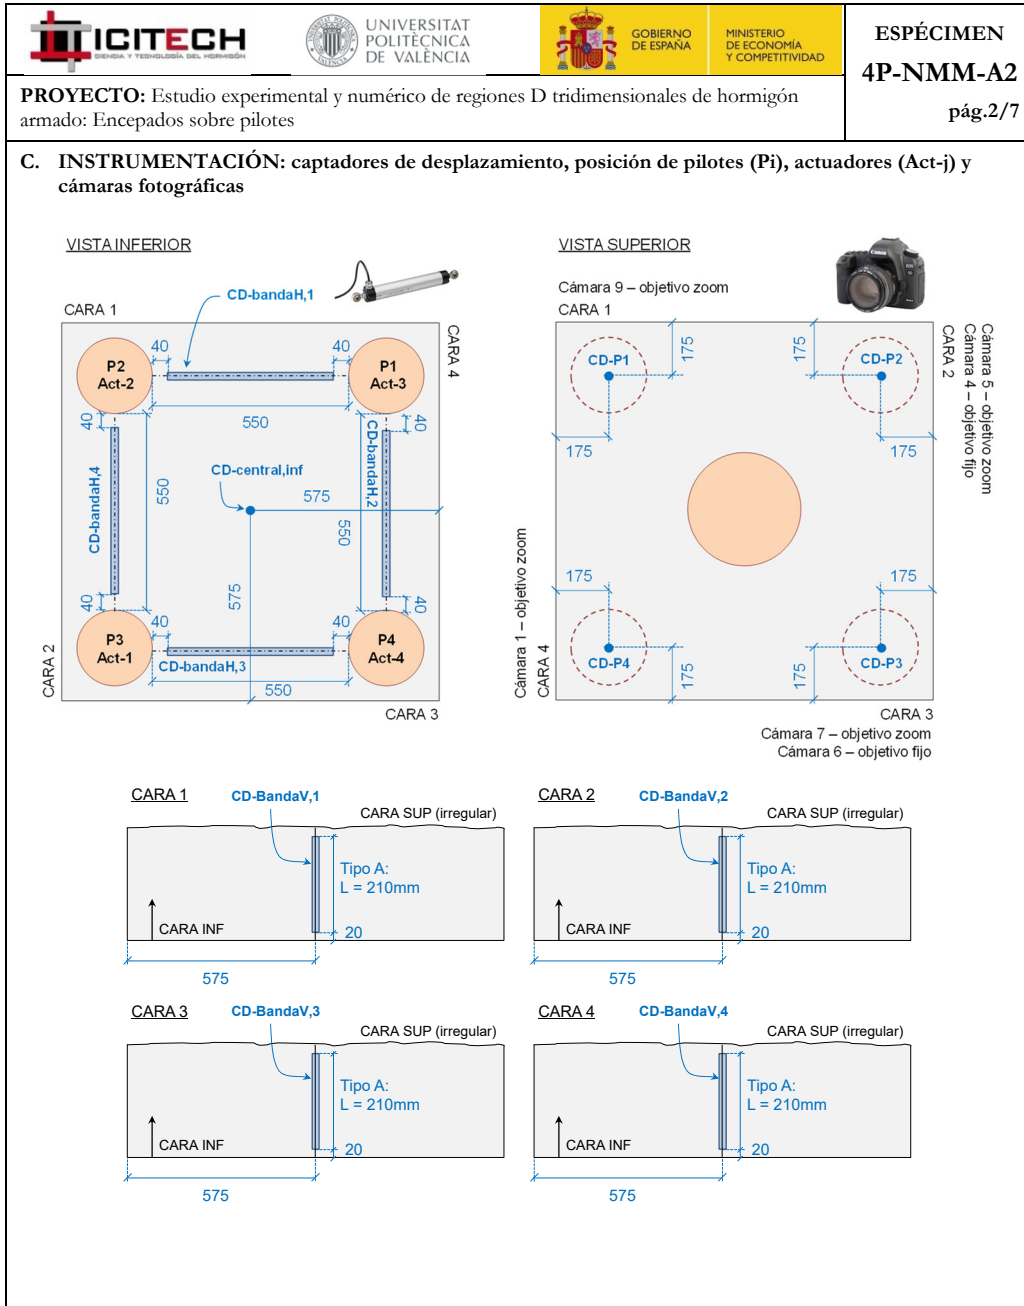 ICITECH
CIENCIA Y TECNOLOGÍA DEL HORMIGÓN
UNIVERSITAT
POLITÈCNICA
DE VALÈNCIA
GOBIERNO
DE ESPAÑA
MINISTERIO
DE ECONOMÍA
Y COMPETITIVIDAD
ESPÉCIMEN
4P-NMM-A2
pág.2/7
PROYECTO: Estudio experimental y numérico de regiones D tridimensionales de hormigón
armado: Encepados sobre pilotes
C. INSTRUMENTACIÓN: captadores de desplazamiento, posición de pilotes (Pi), actuadores (Act-j) y
cámaras fotográficas
VISTA INFERIOR
CD-bandaH,1
CARA 1
CARA 4
40
40
P2
Act-2
P1
Act-3
550
40
40
CD-bandaH,4
550
CD-bandaH,2
550
CD-central,inf
575
575
40
40
P3
Act-1
40
40
P4
Act-4
CD-bandaH,3
550
CARA 2
CARA 3
VISTA SUPERIOR
Canon
Cámara 9 – objetivo zoom
CARA 1
CARA 2
Cámara 4 – objetivo fijo
Cámara 5 – objetivo zoom
175
175
CD-P1
CD-P2
175
175
Cámara 1 – objetivo zoom
CARA 4
175
175
CD-P4
CD-P3
175
175
CARA 3
Cámara 7 – objetivo zoom
Cámara 6 – objetivo fijo
CARA 1
CD-BandaV,1
CARA SUP (irregular)
Tipo A:
L = 210mm
CARA INF
20
575
CARA 2
CD-BandaV,2
CARA SUP (irregular)
Tipo A:
L = 210mm
CARA INF
20
575
CARA 3
CD-BandaV,3
CARA SUP (irregular)
Tipo A:
L = 210mm
CARA INF
20
575
CARA 4
CD-BandaV,4
CARA SUP (irregular)
Tipo A:
L = 210mm
CARA INF
20
575